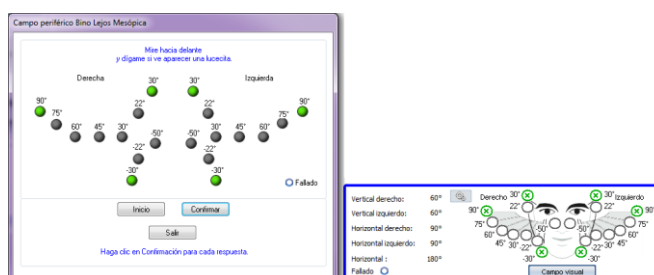 Campo periférico Bino Lejos Mesópica
Mire hacia delante
y dígame si ve aparecer una lucecita.
Derecha
Izquierda
30°
30°
90°
22°
22°
90°
75°
75°
60°
45°
30°
-50°
-50°
30°
45°
60°
-22°
-22°
-30°
-30°
Fallado
Inicio
Confirmar
Salir
Haga clic en Confirmación para cada respuesta.
Vertical derecho: 60°
Vertical izquierdo: 60°
Horizontal derecho: 90°
Horizontal izquierdo: 90°
Horizontal : 180°
Fallado
Derecho
30°
30°
Izquierdo
22°
22°
90°
90°
75°
75°
60°
60°
45°
30°
-22°
-50°
-50°
-22°
30°
45°
-30°
-30°
Campo visual